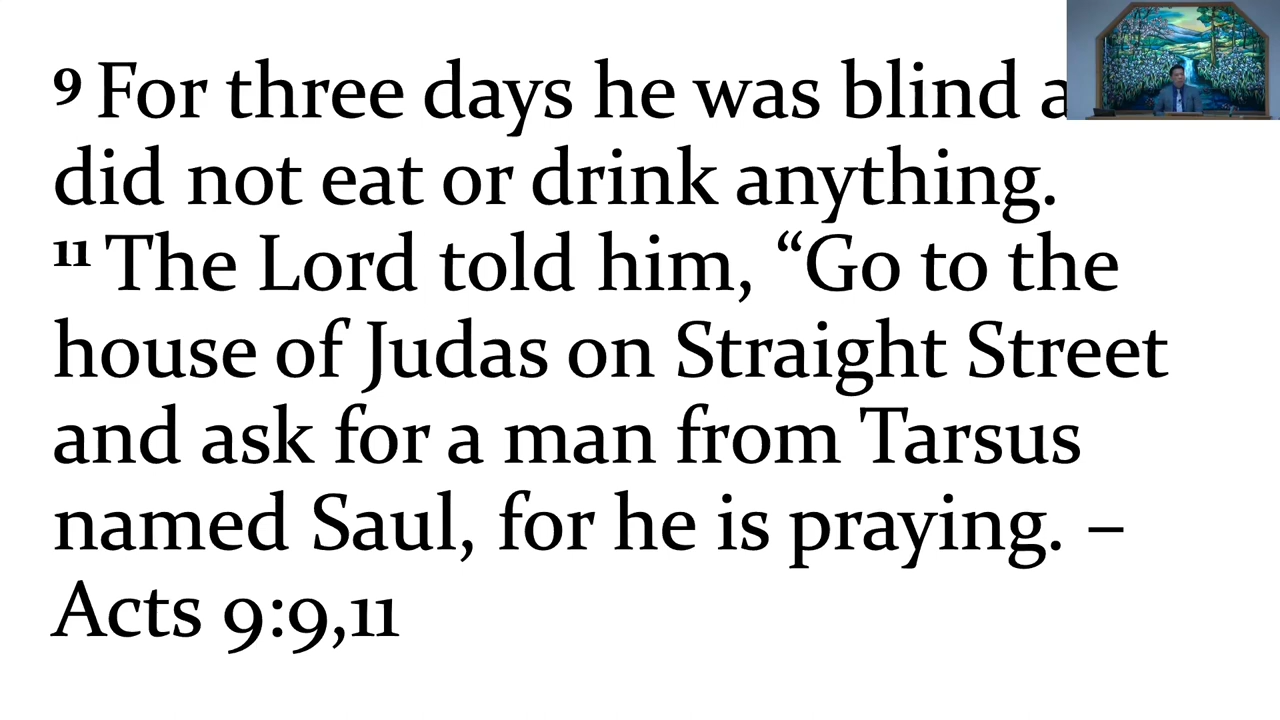 9 For three days he was blind
did not eat or drink anything.
11 The Lord told him, “Go to the
house of Judas on Straight Street
and ask for a man from Tarsus
named Saul, for he is praying. –
Acts 9:9,11